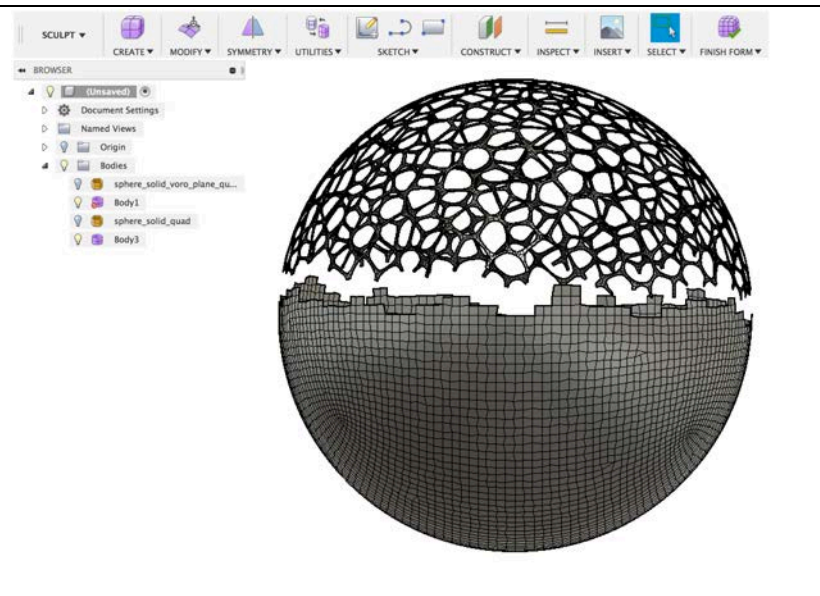 SCULPT ▾
CREATE ▾ MODIFY ▾ SYMMETRY ▾ UTILITIES ▾ SKETCH ▾ CONSTRUCT ▾ INSPECT ▾ INSERT ▾ SELECT ▾ FINISH FORM ▾
BROWSER
(Unsaved)
Document Settings
Named Views
Origin
Bodies
sphere_solid_voro_plane_qu...
Body1
sphere_solid_quad
Body3